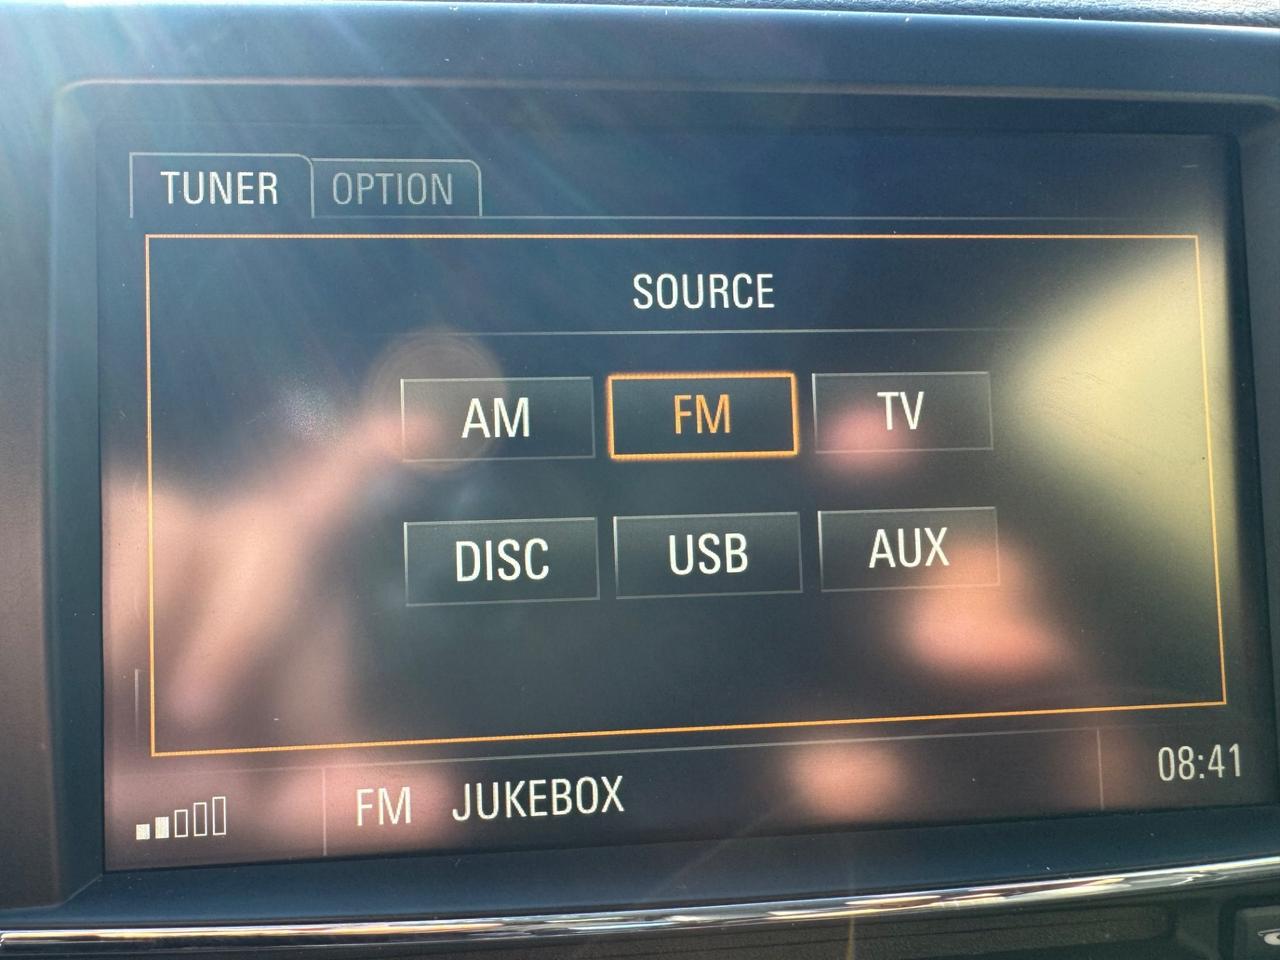 TUNER OPTION
SOURCE
AM FM TV
DISC USB AUX
FM JUKEBOX 08:41